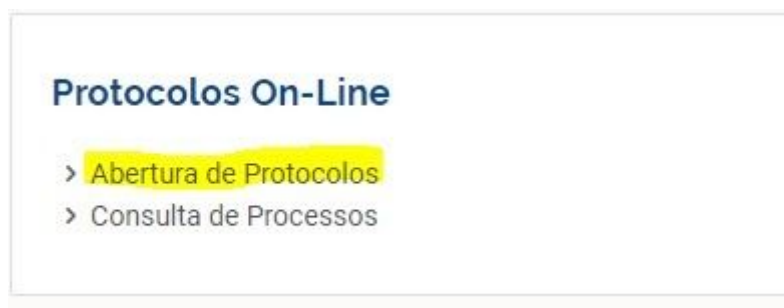 Protocolos On-Line
> Abertura de Protocolos
> Consulta de Processos